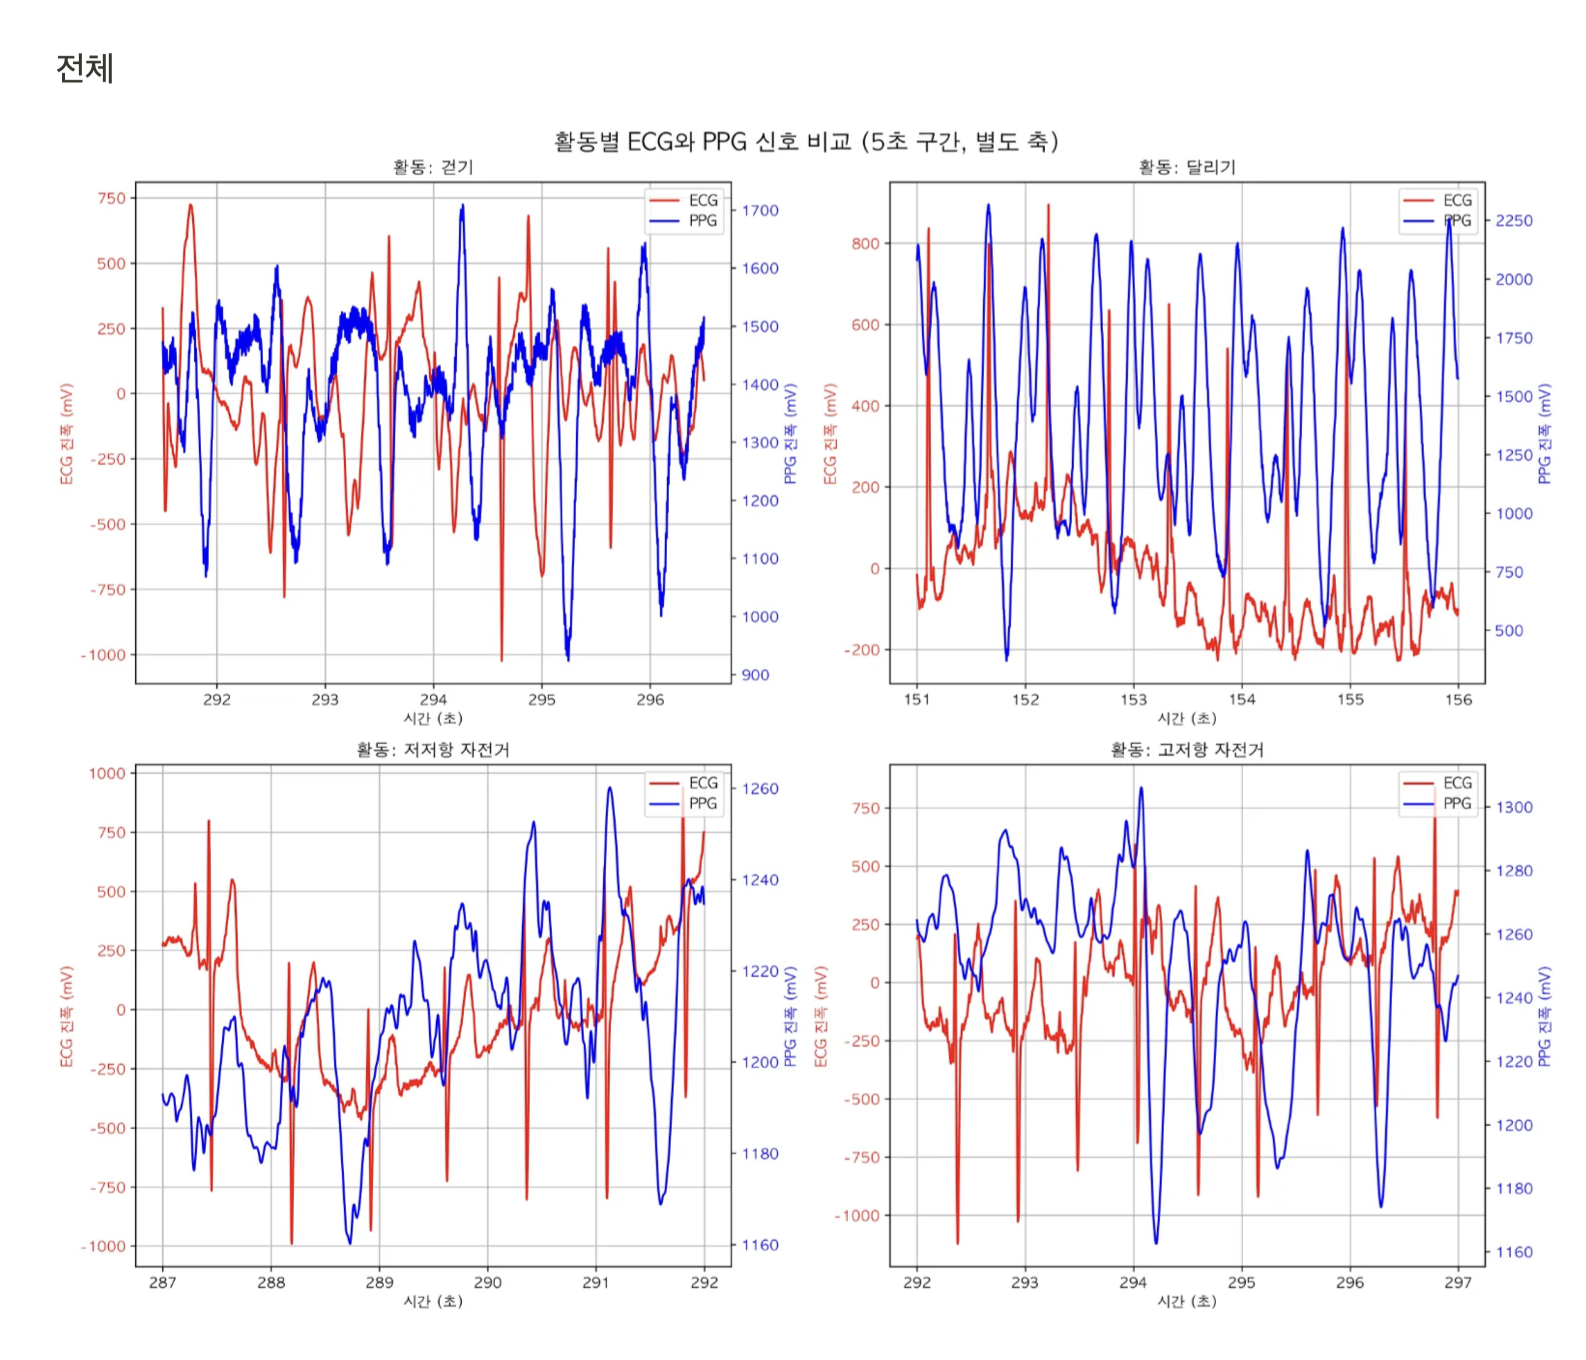 전체
활동별 ECG와 PPG 신호 비교 (5초 구간, 별도 축)
활동: 걷기
ECG
PPG
750
500
250
0
-250
-500
-750
-1000
ECG 진폭 (mV)
1700
1600
1500
1400
1300
1200
1100
1000
900
PPG 진폭 (mV)
292 293 294 295 296
시간 (초)
활동: 달리기
ECG
PPG
800
600
400
200
0
-200
ECG 진폭 (mV)
2250
2000
1750
1500
1250
1000
750
500
PPG 진폭 (mV)
151 152 153 154 155 156
시간 (초)
활동: 저저항 자전거
ECG
PPG
1000
750
500
250
0
-250
-500
-750
-1000
ECG 진폭 (mV)
1260
1240
1220
1200
1180
1160
PPG 진폭 (mV)
287 288 289 290 291 292
시간 (초)
활동: 고저항 자전거
ECG
PPG
750
500
250
0
-250
-500
-750
-1000
ECG 진폭 (mV)
1300
1280
1260
1240
1220
1200
1180
1160
PPG 진폭 (mV)
292 293 294 295 296 297
시간 (초)